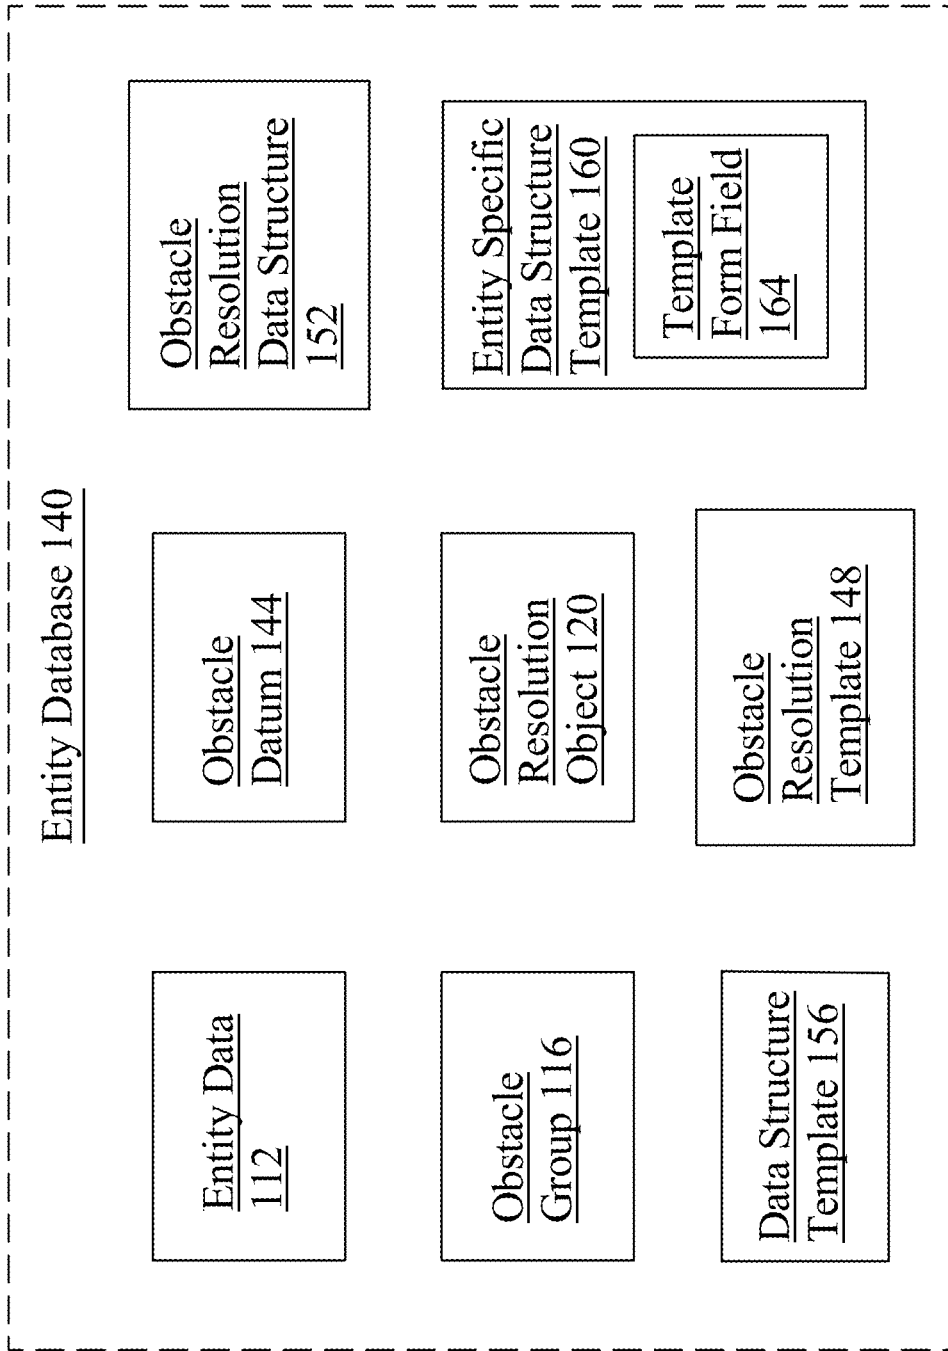 Entity Database 140
Entity Data
112
Obstacle
Datum 144
Obstacle
Resolution
Data Structure
152
Obstacle
Group 116
Obstacle
Resolution
Object 120
Entity Specific
Data Structure
Template 160
Template
Form Field
164
Data Structure
Template 156
Obstacle
Resolution
Template 148